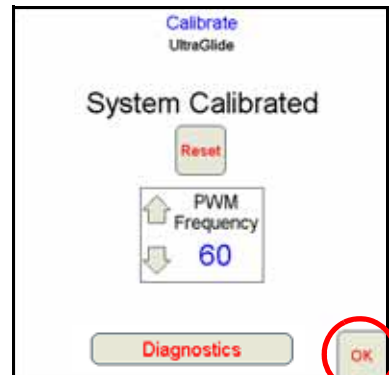 Calibrate
UltraGlide
System Calibrated
Reset
PWM
Frequency
60
Diagnostics
OK